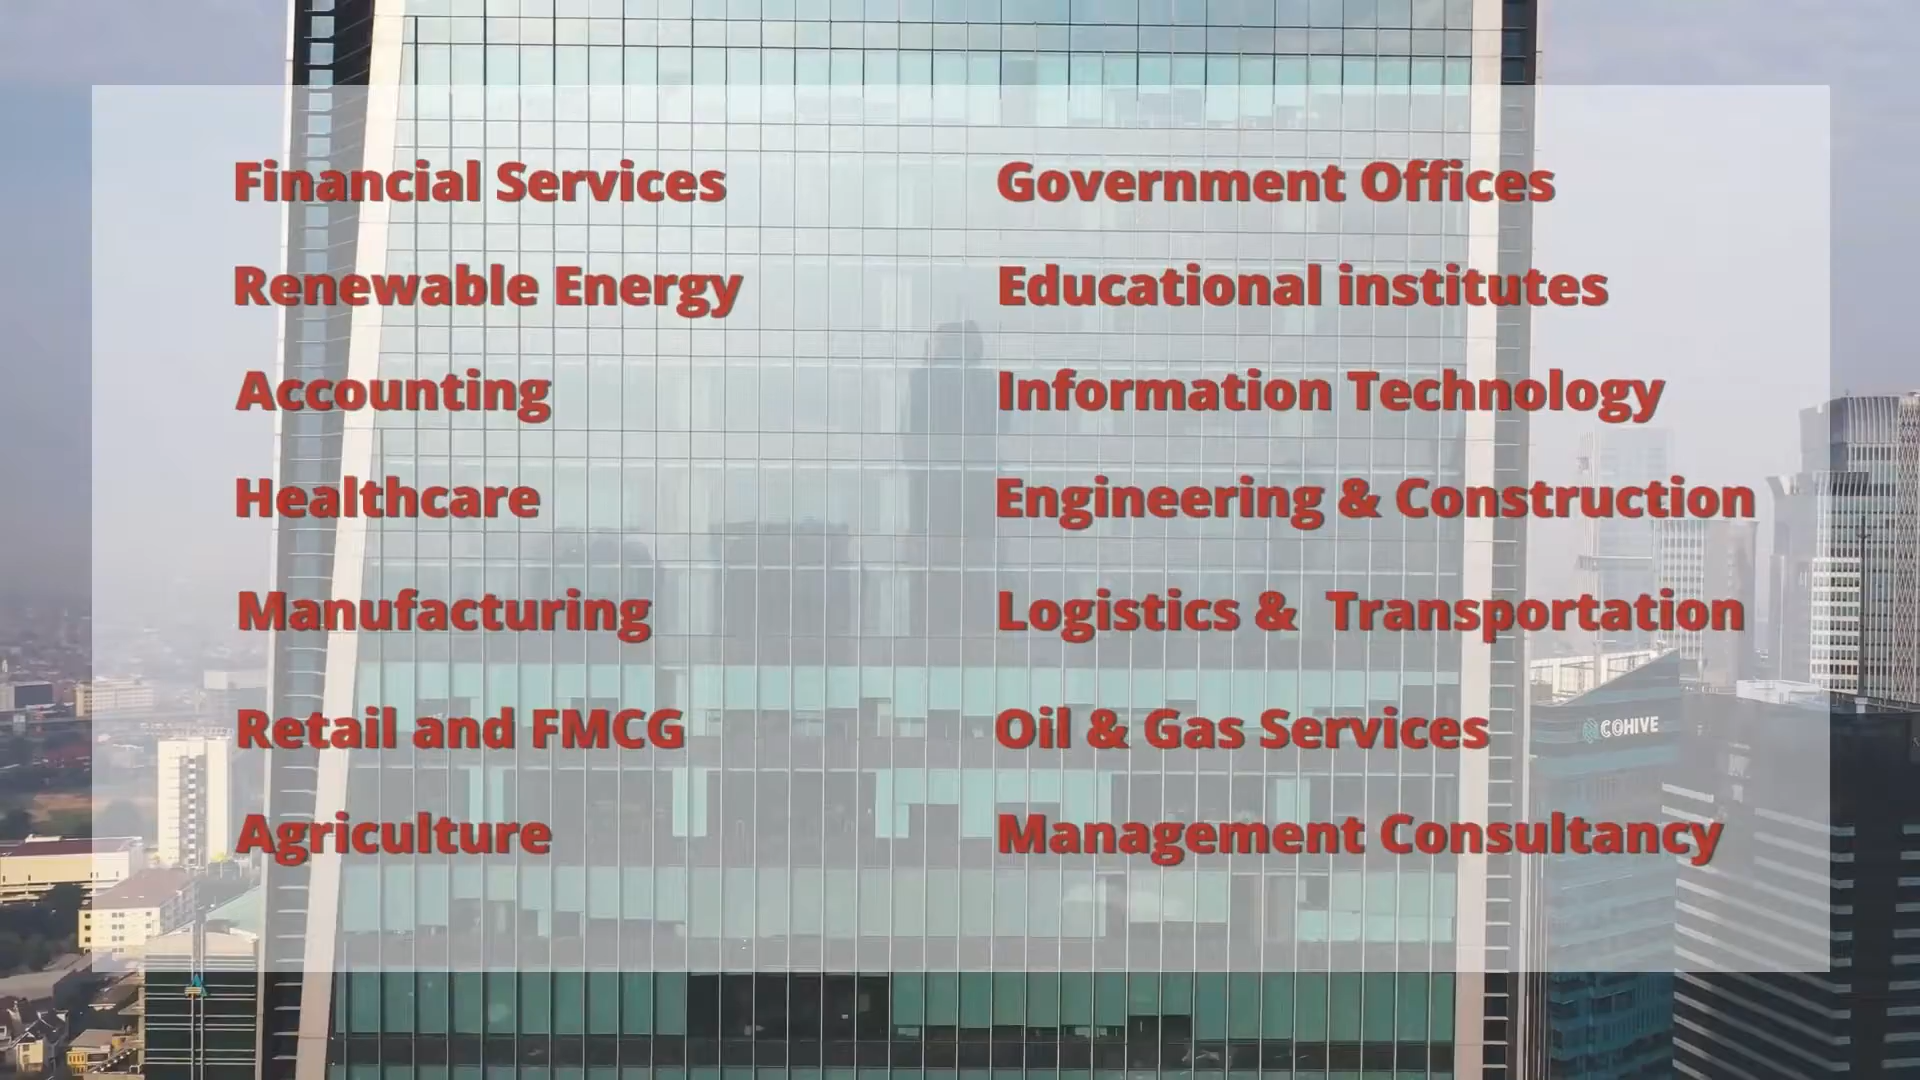 Financial Services
Renewable Energy
Accounting
Healthcare
Manufacturing
Retail and FMCG
Agriculture
Government Offices
Educational institutes
Information Technology
Engineering & Construction
Logistics & Transportation
Oil & Gas Services
Management Consultancy
COHIVE